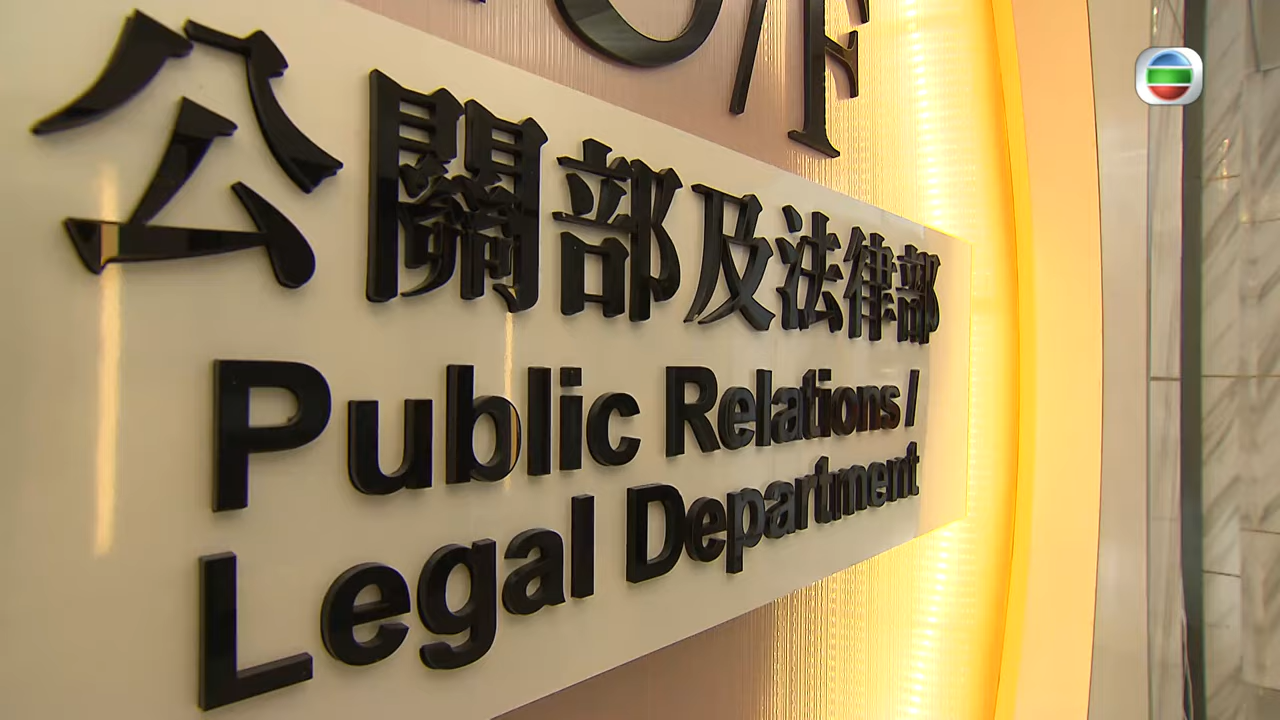 /F
公關部及法律部
Public Relations /
Legal Department